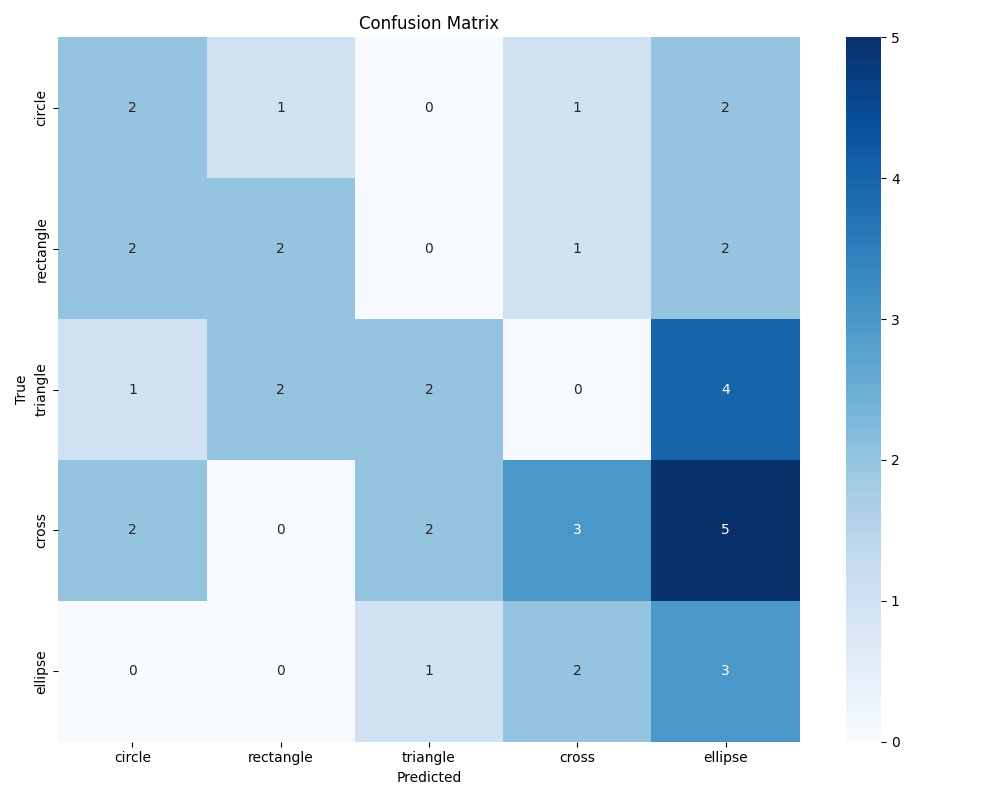 Confusion Matrix
True
circle 2 1 0 1 2
rectangle 2 2 0 1 2
triangle 1 2 2 0 4
cross 2 0 2 3 5
ellipse 0 0 1 2 3
circle rectangle triangle cross ellipse
Predicted
5
4
3
2
1
0